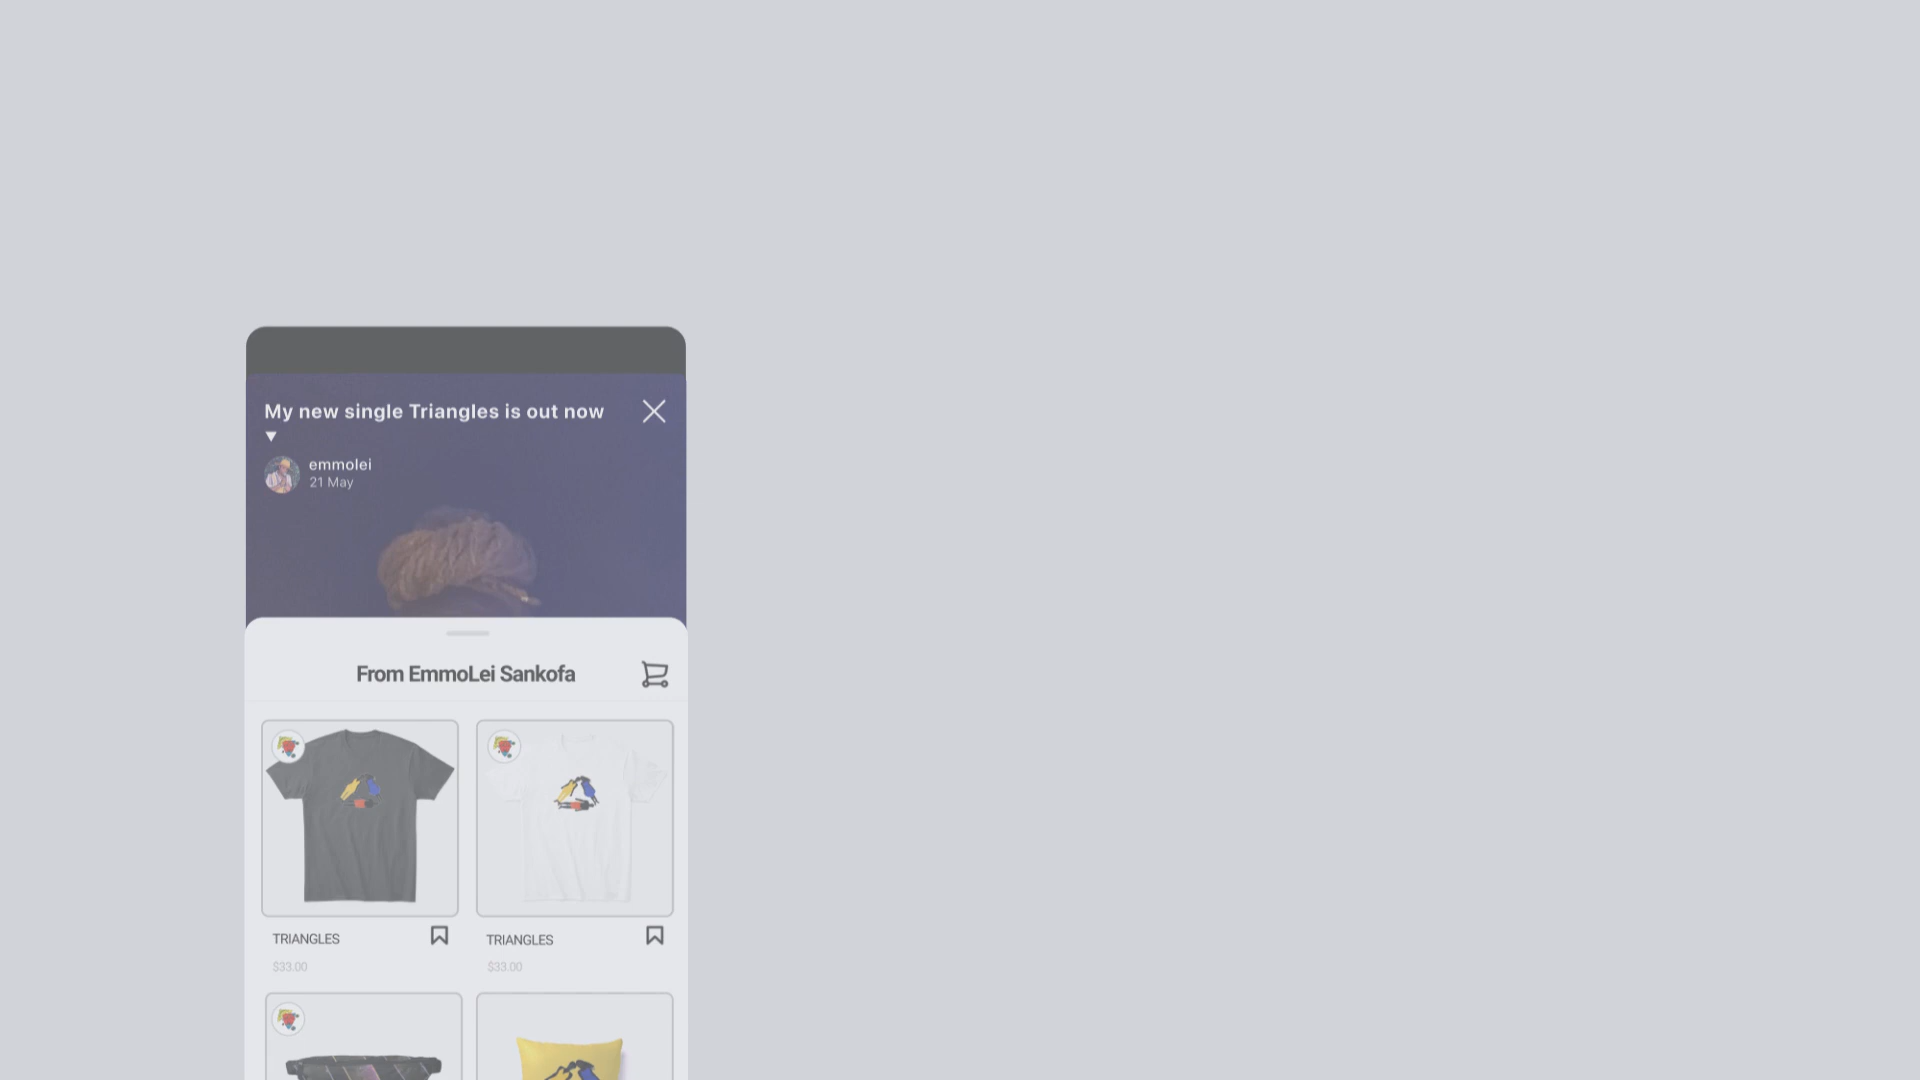 My new single Triangles is out now
emmolei
21 May
From EmmoLei Sankofa
TRIANGLES
TRIANGLES
$33.00
$33.00